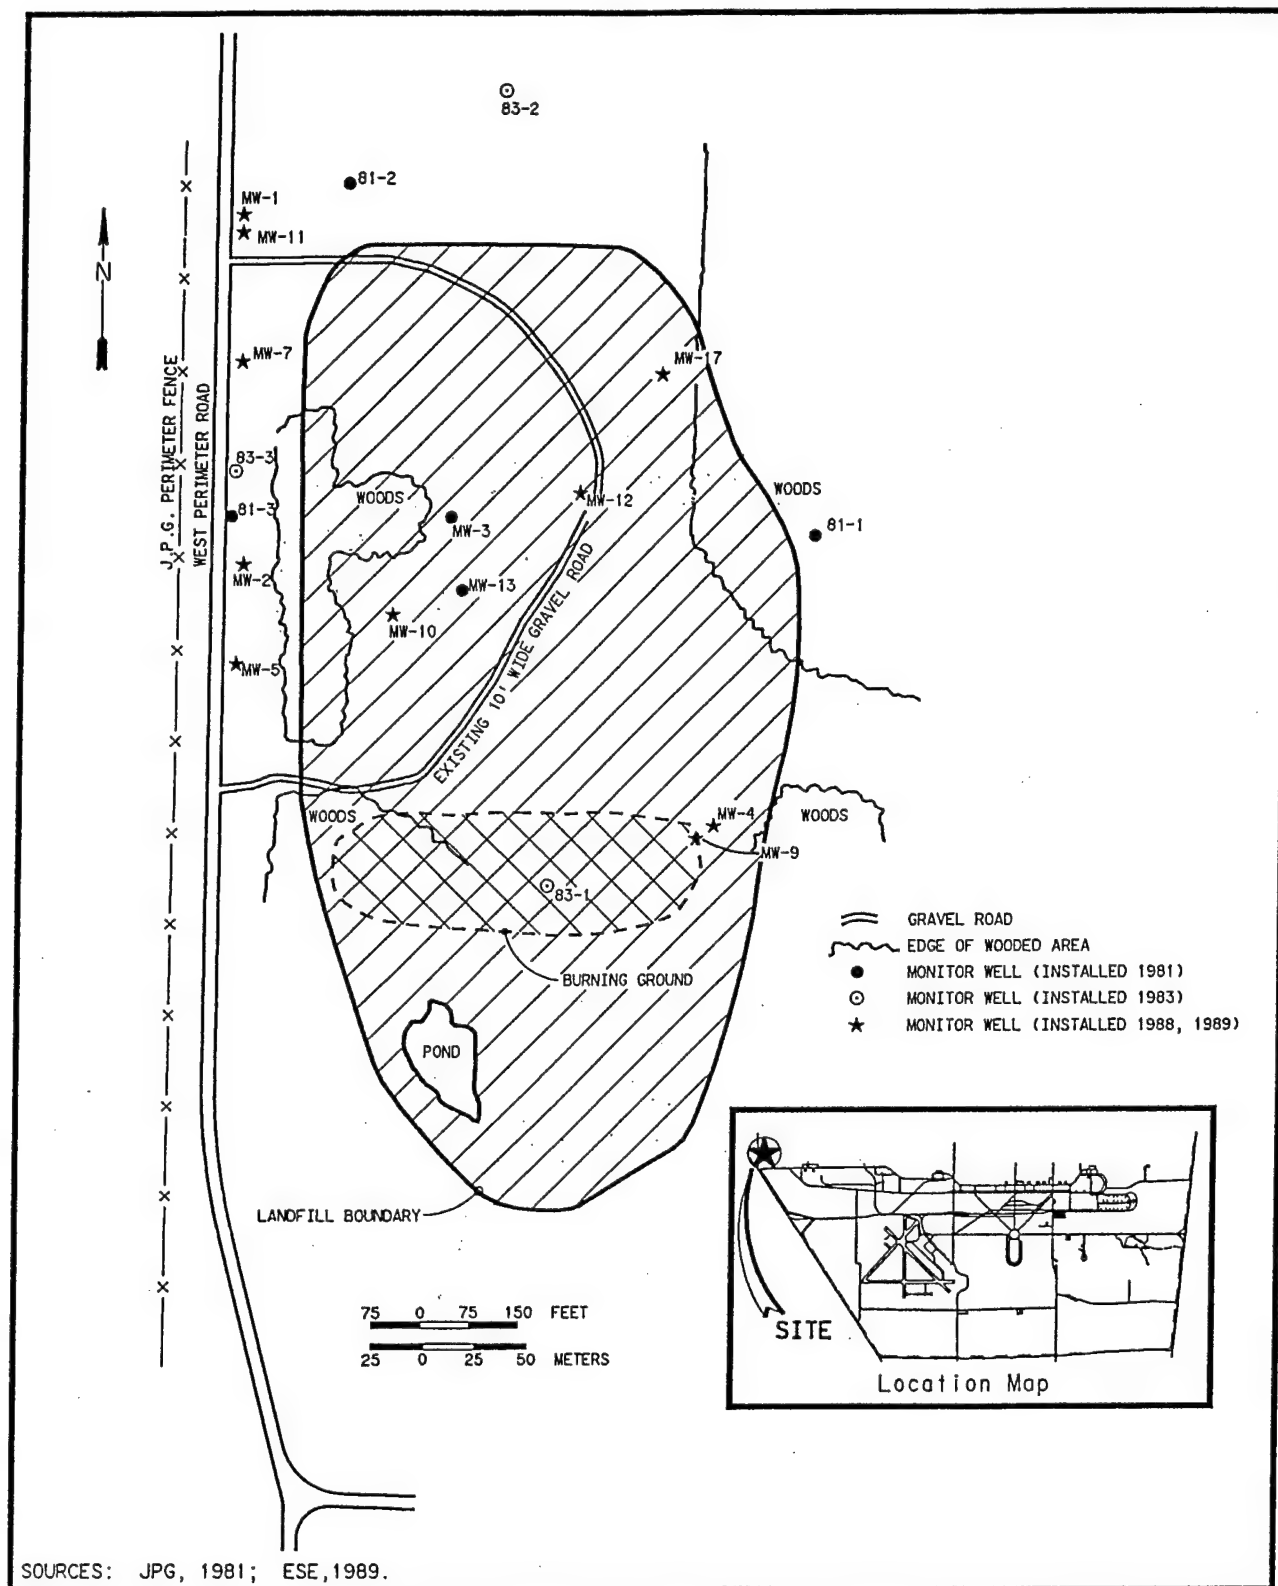 83-2
81-2
MW-1
MW-11
N
MW-7
MW-17
J.P.G. PERIMETER FENCE
WEST PERIMETER ROAD
83-3
WOODS
WOODS
MW-12
81-3
MW-3
81-1
MW-2
MW-13
MW-10
MW-5
EXISTING 10' WIDE GRAVEL ROAD
WOODS
MW-4
WOODS
MW-9
83-1
GRAVEL ROAD
EDGE OF WOODED AREA
BURNING GROUND
MONITOR WELL (INSTALLED 1981)
MONITOR WELL (INSTALLED 1983)
MONITOR WELL (INSTALLED 1988, 1989)
POND
LANDFILL BOUNDARY
75 0 75 150 FEET
25 0 25 50 METERS
SITE
Location Map
SOURCES: JPG, 1981; ESE,1989.